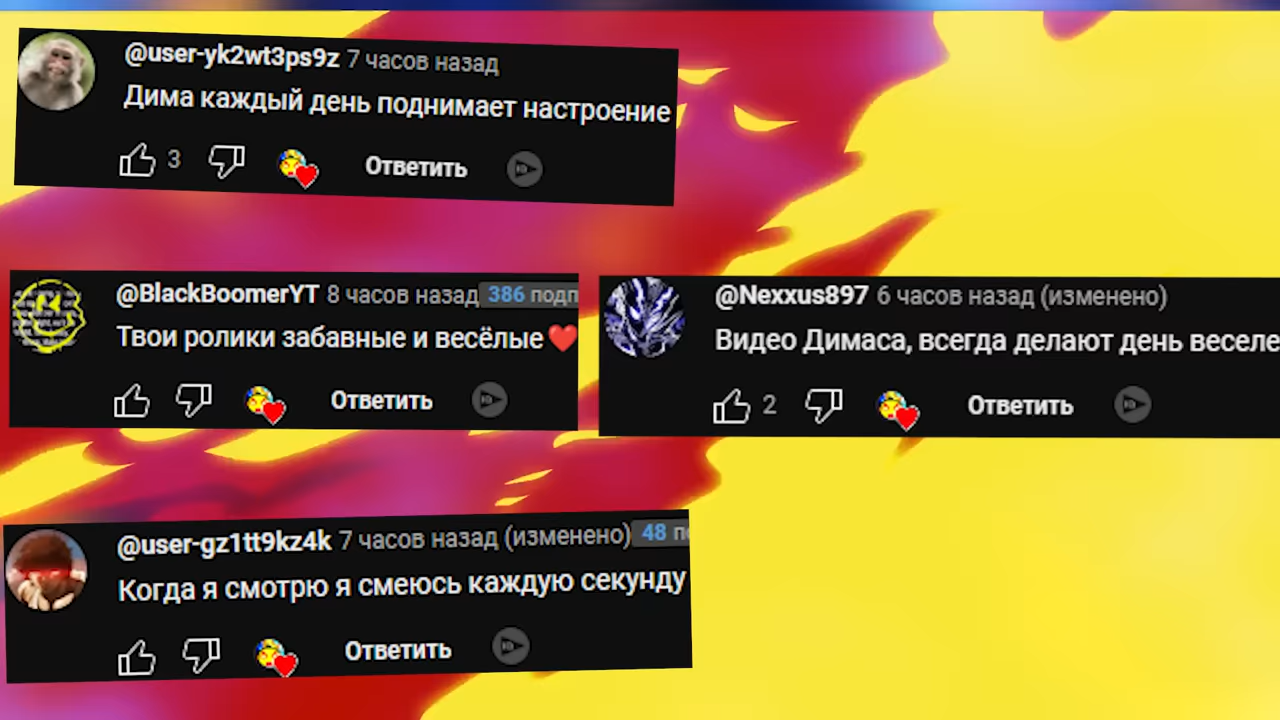 @user-yk2wt3ps9z 7 часов назад
Дима каждый день поднимает настроение
3 Ответить
@BlackBoomerYT 8 часов назад 386
Твои ролики забавные и весёлые❤️
Ответить
@Nexxus897 6 часов назад (изменено)
Видео Димаса, всегда делают день веселе
2 Ответить
@user-gz1tt9kz4k 7 часов назад (изменено) 48
Когда я смотрю я смеюсь каждую секунду
Ответить